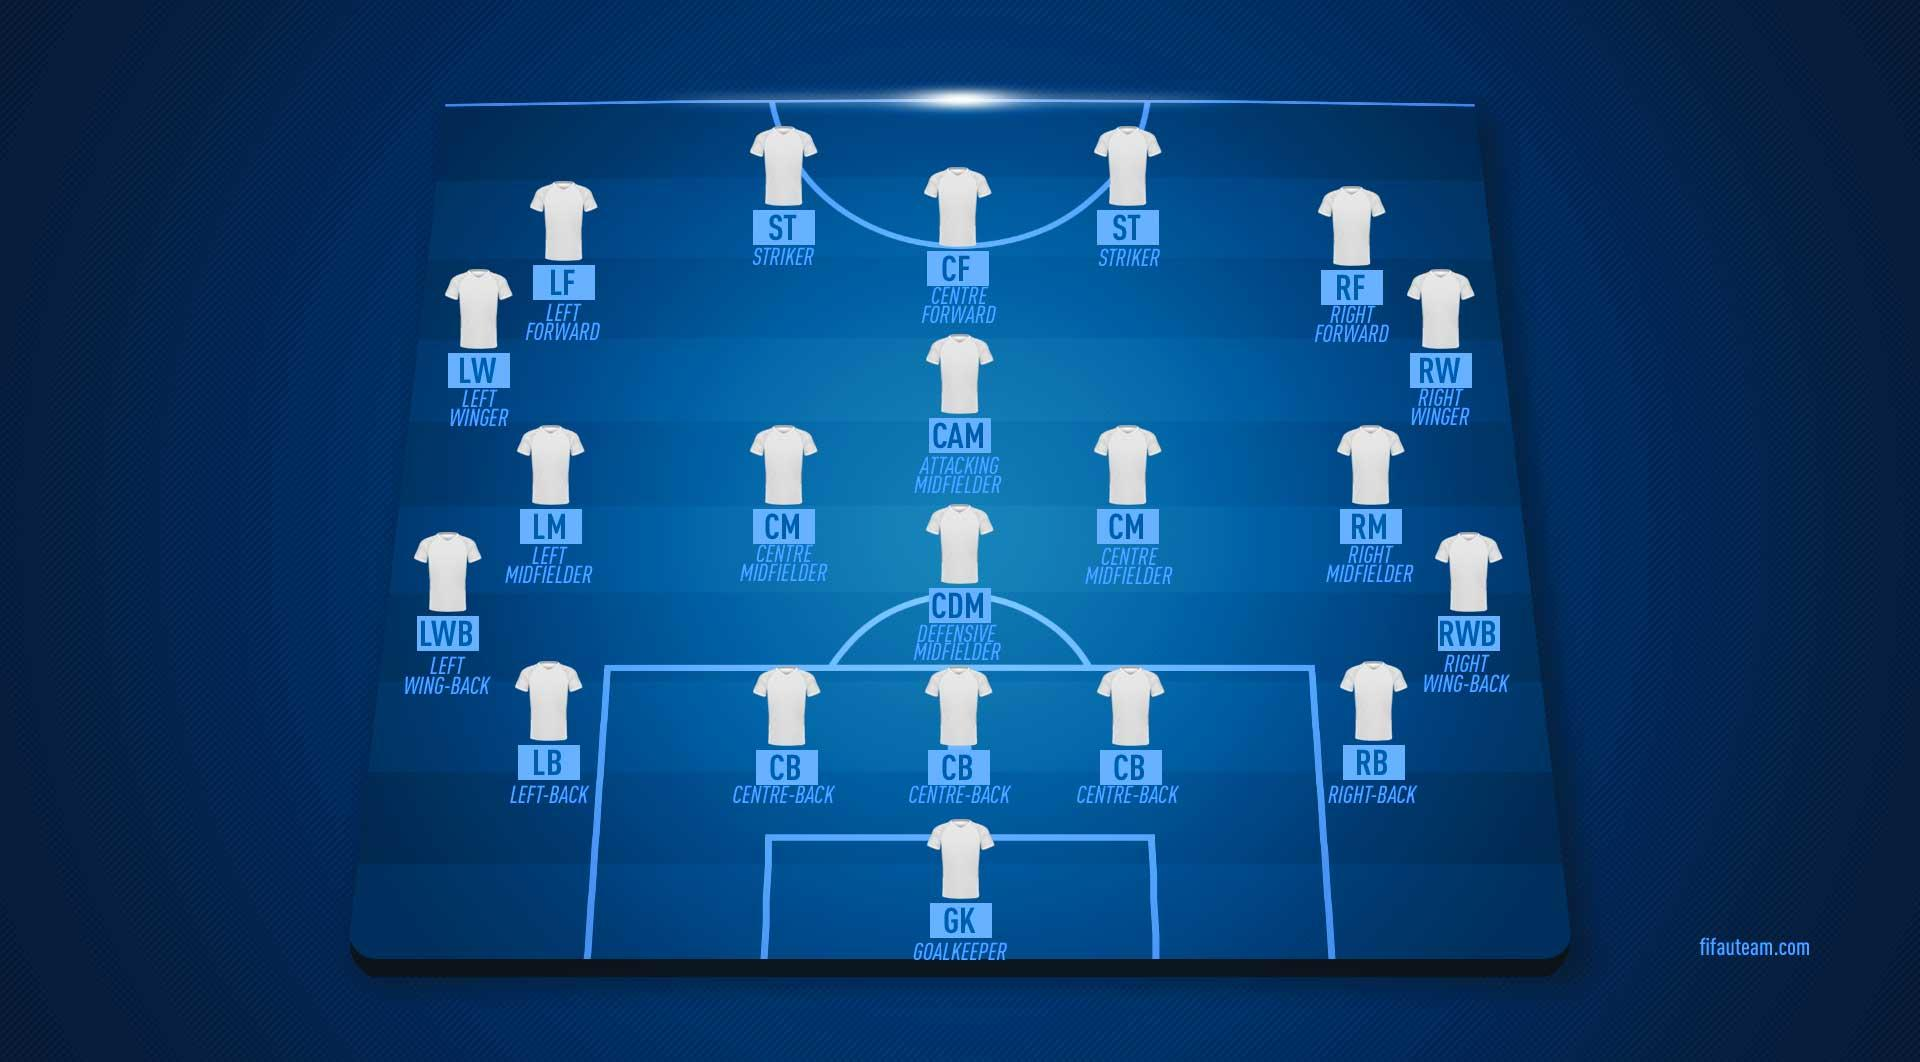 ST
STRIKER
ST
STRIKER
CF
CENTRE
FORWARD
LF
LEFT
FORWARD
RF
RIGHT
FORWARD
LW
LEFT
WINGER
RW
RIGHT
WINGER
CAM
ATTACKING
MIDFIELDER
LM
LEFT
MIDFIELDER
CM
CENTRE
MIDFIELDER
CM
CENTRE
MIDFIELDER
RM
RIGHT
MIDFIELDER
CDM
DEFENSIVE
MIDFIELDER
LWB
LEFT
WING-BACK
RWB
RIGHT
WING-BACK
LB
LEFT-BACK
CB
CENTRE-BACK
CB
CENTRE-BACK
CB
CENTRE-BACK
RB
RIGHT-BACK
GK
GOALKEEPER
fifauteam.com